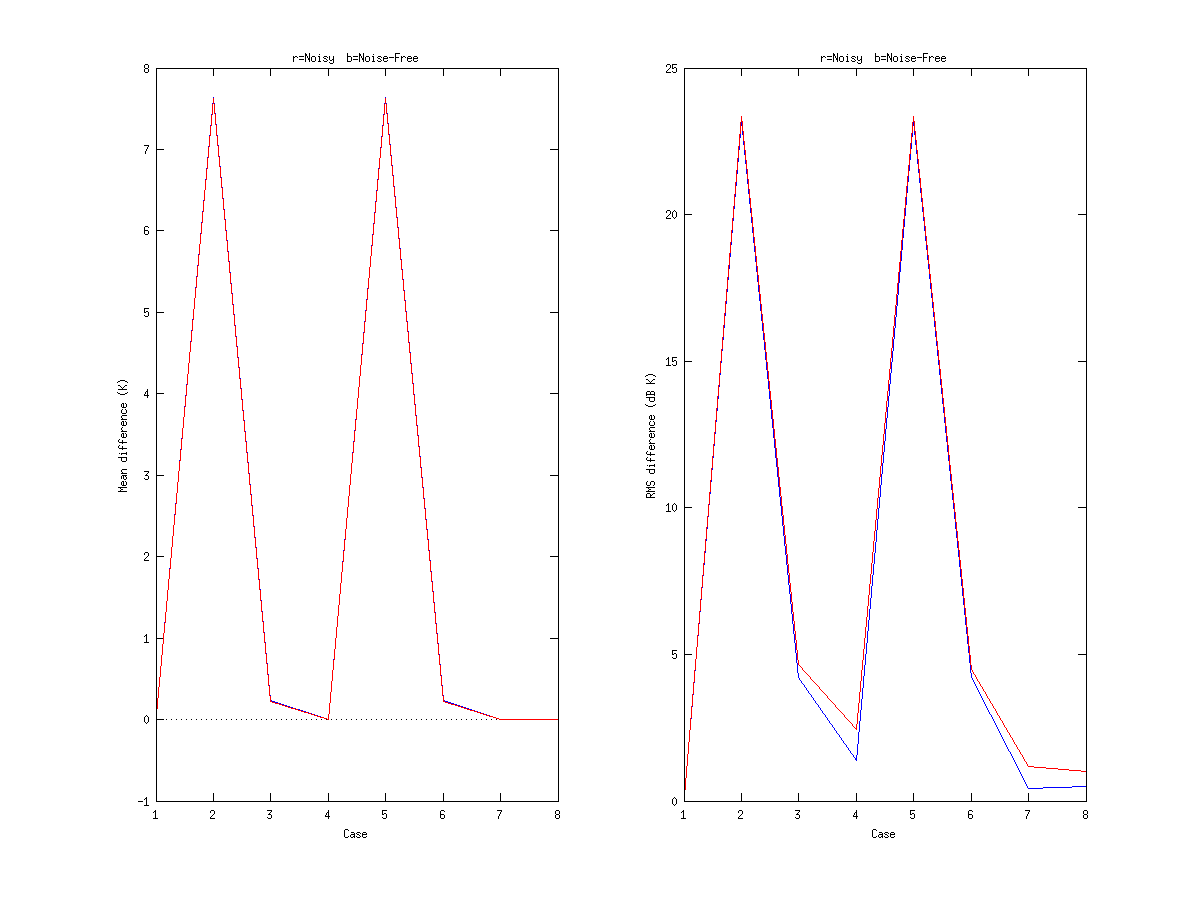 r=Noisy  b=Noise-Free
8
7
6
5
4
3
2
1
0
-1
Mean difference (K)
1 2 3 4 5 6 7 8
Case
r=Noisy  b=Noise-Free
25
20
15
10
5
0
RMS difference (dB K)
1 2 3 4 5 6 7 8
Case